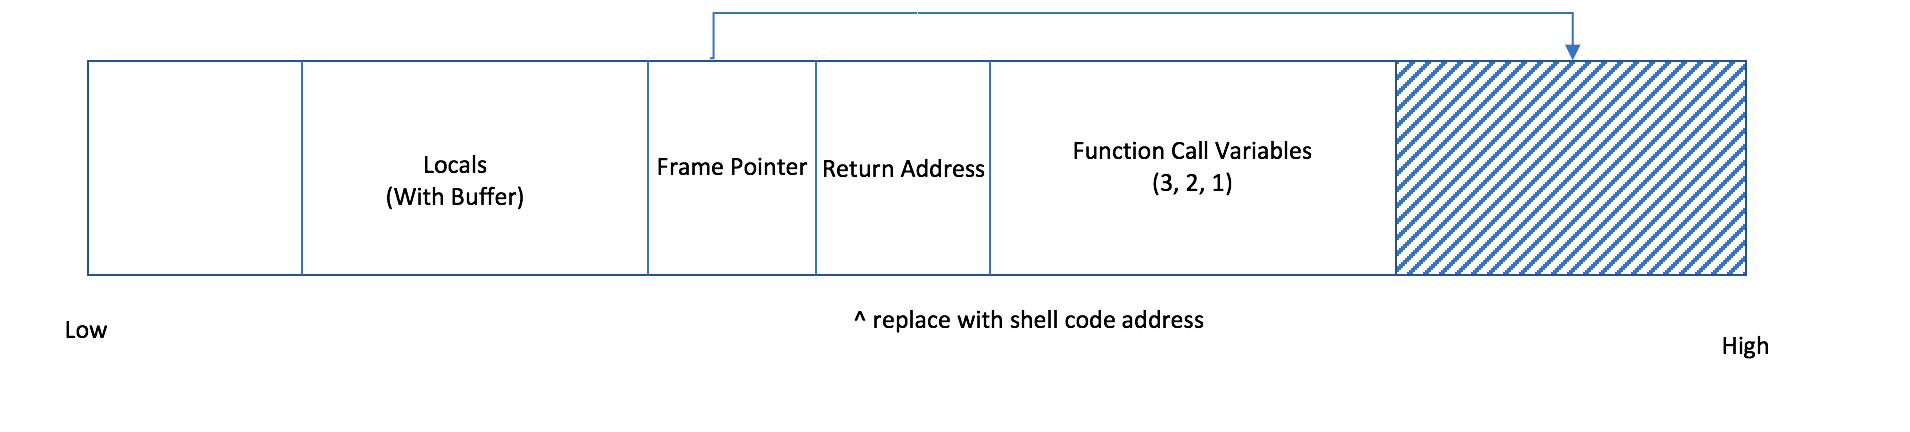 Locals
(With Buffer)
Frame Pointer
Return Address
Function Call Variables
(3, 2, 1)
^ replace with shell code address
Low
High